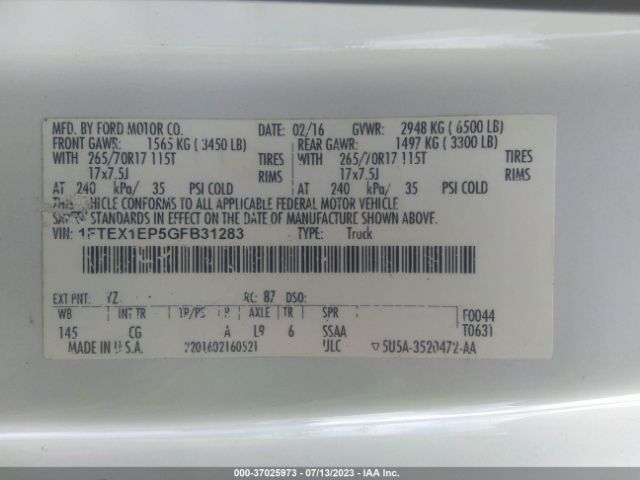 MFD. BY FORD MOTOR CO. DATE: 02/16 GVWR: 2948 KG ( 6500 LB)
FRONT GAWR: 1565 KG ( 3450 LB) REAR GAWR: 1497 KG ( 3300 LB)
WITH 265/70R17 115T TIRES WITH 265/70R17 115T TIRES
17x7.5J RIMS 17x7.5J RIMS
AT 240 kPa/ 35 PSI COLD AT 240 kPa/ 35 PSI COLD
THIS VEHICLE CONFORMS TO ALL APPLICABLE FEDERAL MOTOR VEHICLE
SAFETY STANDARDS IN EFFECT ON THE DATE OF MANUFACTURE SHOWN ABOVE.
VIN: 1FTEX1EP5GFB31283 TYPE: Truck
EXT PNT: YZ RC: 87 DSO:
WB INT TR TP/PS R AXLE TR SPR F0044
145 CG A L9 6 SSAA T0631
MADE IN U.S.A. ULC ▽5U5A-3520472-AA
000-37025973 - 07/13/2023 - IAA Inc.